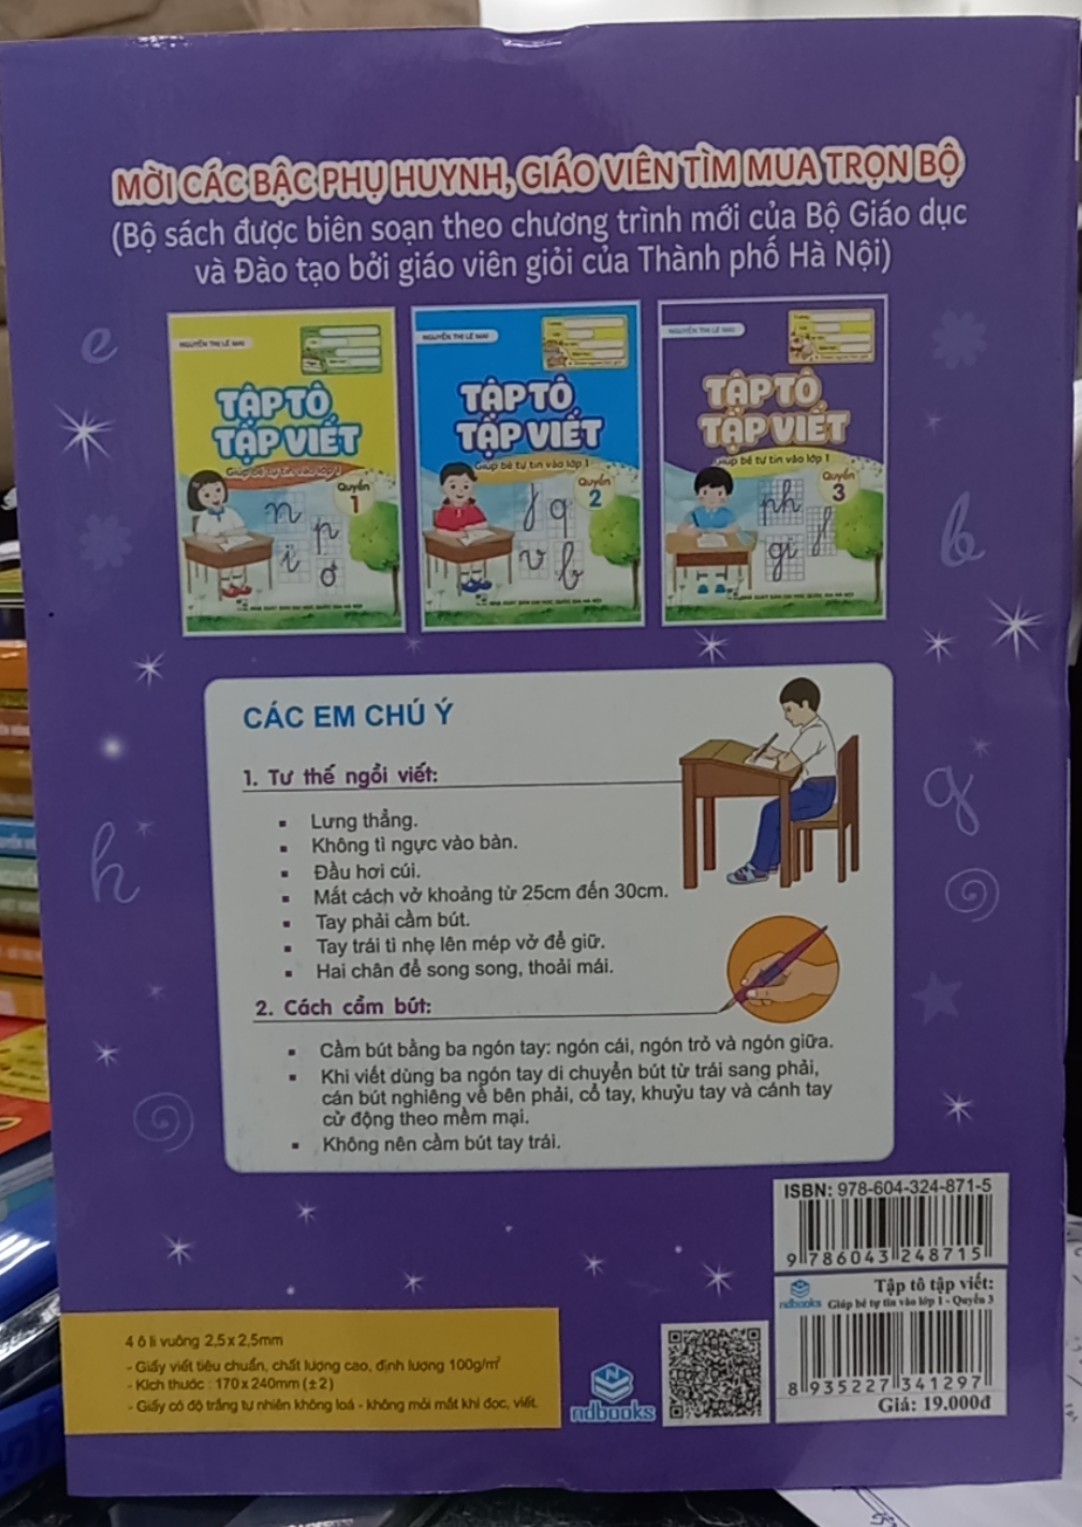 MỜI CÁC BẬC PHỤ HUYNH, GIÁO VIÊN TÌM MUA TRỌN BỘ
(Bộ sách được biên soạn theo chương trình mới của Bộ Giáo dục
và Đào tạo bởi giáo viên giỏi của Thành phố Hà Nội)
TẬP TÔ
TẬP VIẾT
Giúp bé tự tin vào lớp 1
Quyển
1
n
p
i
ơ
TẬP TÔ
TẬP VIẾT
Giúp bé tự tin vào lớp 1
Quyển
2
q
v
b
TẬP TÔ
TẬP VIẾT
Giúp bé tự tin vào lớp 1
Quyển
3
ph
gi
e
b
g
h
CÁC EM CHÚ Ý
1. Tư thế ngồi viết:
▪ Lưng thẳng.
▪ Không tì ngực vào bàn.
▪ Đầu hơi cúi.
▪ Mắt cách vở khoảng từ 25cm đến 30cm.
▪ Tay phải cầm bút.
▪ Tay trái tì nhẹ lên mép vở để giữ.
▪ Hai chân để song song, thoải mái.
2. Cách cầm bút:
▪ Cầm bút bằng ba ngón tay: ngón cái, ngón trỏ và ngón giữa.
▪ Khi viết dùng ba ngón tay di chuyển bút từ trái sang phải,
cán bút nghiêng về bên phải, cổ tay, khuỷu tay và cánh tay
cử động theo mềm mại.
▪ Không nên cầm bút tay trái.
ISBN: 978-604-324-871-5
9 786043 248715
Tập tô tập viết:
ndbooks Giúp bé tự tin vào lớp 1 - Quyển 3
8 935227 341297
Giá: 19.000đ
4 ô li vuông 2,5 x 2,5mm
- Giấy viết tiêu chuẩn, chất lượng cao, định lượng 100g/m²
- Kích thước : 170 x 240mm (± 2)
- Giấy có độ trắng tự nhiên không loá - không mỏi mắt khi đọc, viết.
ndbooks